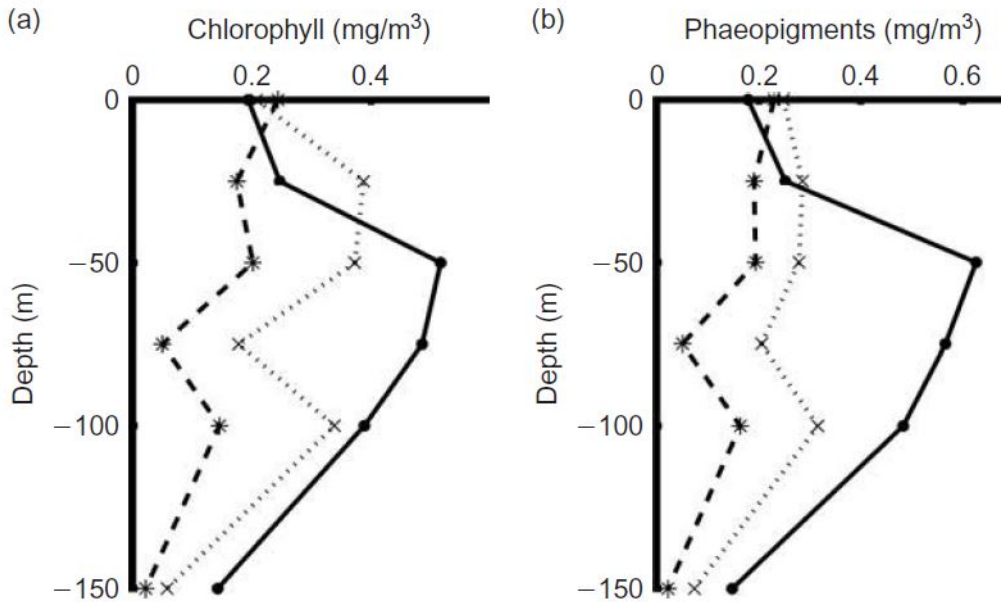 (a)
Chlorophyll (mg/m³)
0 0.2 0.4
0
−50
−100
−150
Depth (m)
(b)
Phaeopigments (mg/m³)
0 0.2 0.4 0.6
0
−50
−100
−150
Depth (m)